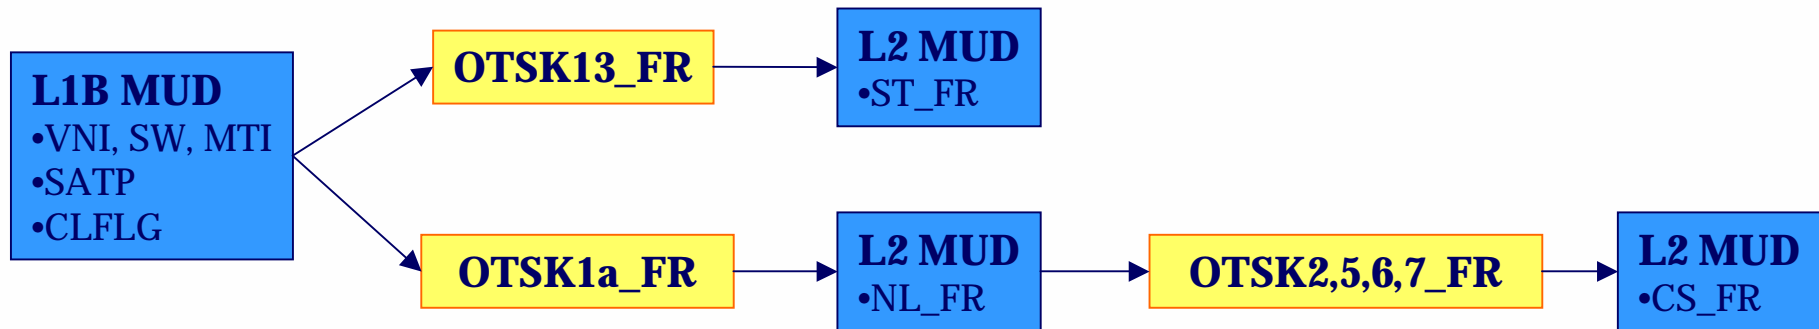 L1B MUD
•VNI, SW, MTI
•SATP
•CLFLG
OTSK13_FR
L2 MUD
•ST_FR
OTSK1a_FR
L2 MUD
•NL_FR
OTSK2,5,6,7_FR
L2 MUD
•CS_FR